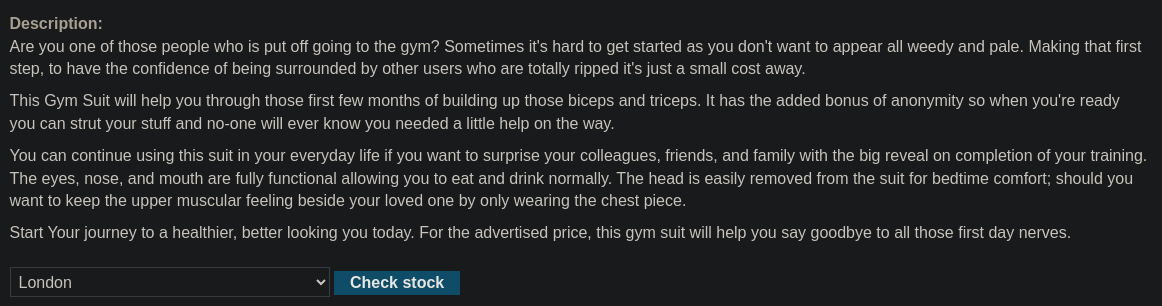 Description:
Are you one of those people who is put off going to the gym? Sometimes it's hard to get started as you don't want to appear all weedy and pale. Making that first
step, to have the confidence of being surrounded by other users who are totally ripped it's just a small cost away.
This Gym Suit will help you through those first few months of building up those biceps and triceps. It has the added bonus of anonymity so when you're ready
you can strut your stuff and no-one will ever know you needed a little help on the way.
You can continue using this suit in your everyday life if you want to surprise your colleagues, friends, and family with the big reveal on completion of your training.
The eyes, nose, and mouth are fully functional allowing you to eat and drink normally. The head is easily removed from the suit for bedtime comfort; should you
want to keep the upper muscular feeling beside your loved one by only wearing the chest piece.
Start Your journey to a healthier, better looking you today. For the advertised price, this gym suit will help you say goodbye to all those first day nerves.
London Check stock